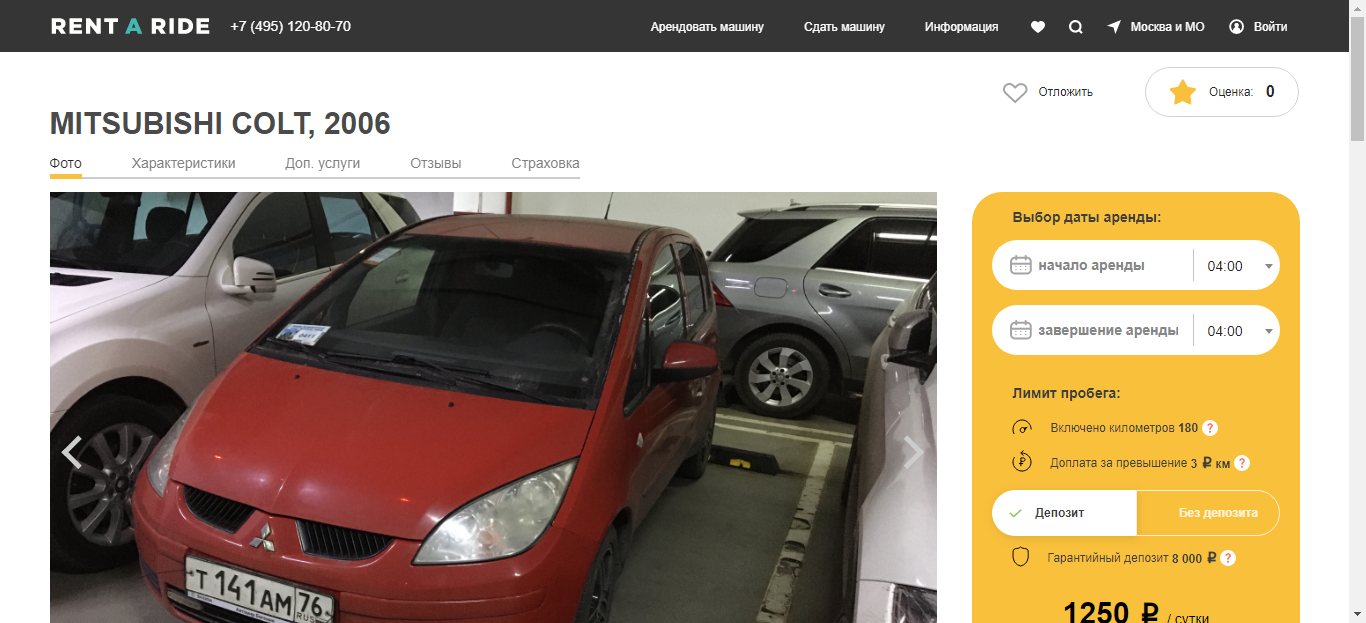 RENT A RIDE +7 (495) 120-80-70 Арендовать машину Сдать машину Информация Москва и МО Войти
Отложить Оценка: 0
MITSUBISHI COLT, 2006
Фото Характеристики Доп. услуги Отзывы Страховка
Выбор даты аренды:
начало аренды 04:00
завершение аренды 04:00
Лимит пробега:
Включено километров 180 ?
Доплата за превышение 3 ₽ км ?
Депозит Без депозита
Гарантийный депозит 8 000 ₽ ?
1250 ₽ / сутки
Т 141 АМ 76
RUS